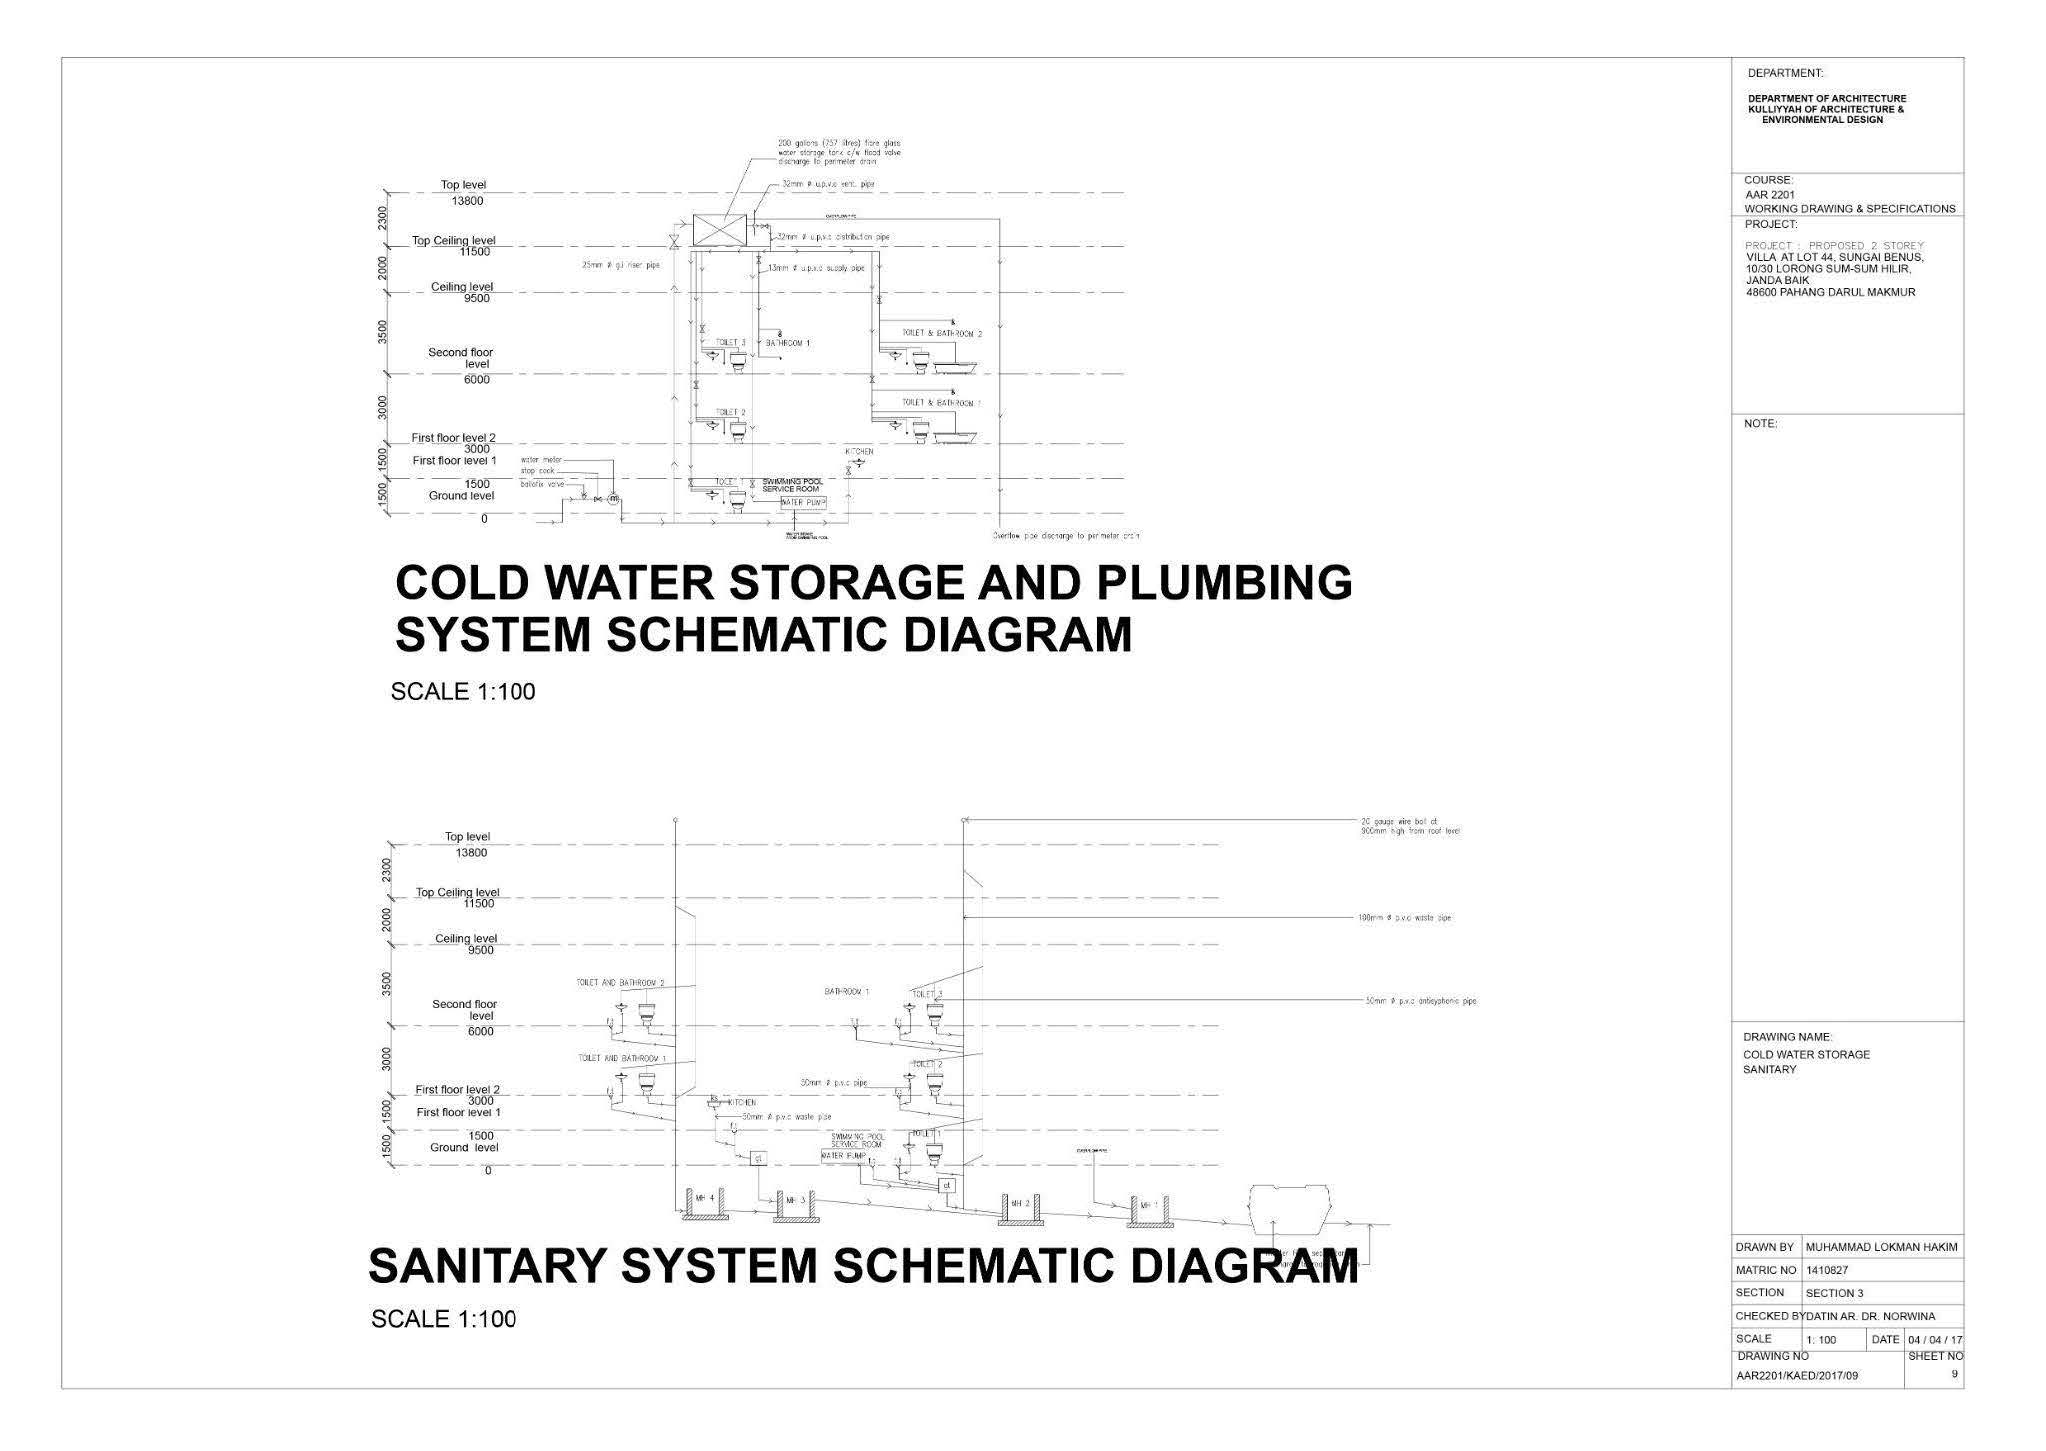 200 gallons (757 litres) fibre glass
water storage tank c/w flood valve
discharge to perimeter drain
32mm ø u.p.v.c vent. pipe
Top level
13800
2300
32mm ø u.p.v.c distribution pipe
Top Ceiling level
11500
25mm ø g.i riser pipe
13mm ø u.p.v.c supply pipe
2000
Ceiling level
9500
3500
TOILET 3
BATHROOM 1
TOILET & BATHROOM 2
Second floor
level
6000
3000
TOILET 2
TOILET & BATHROOM 1
First floor level 2
3000
1500
First floor level 1
water meter
stop cock
ballofix valve
KITCHEN
1500
TOILET 1
SWIMMING POOL
SERVICE ROOM
WATER PUMP
1500
Ground level
0
m
Overflow pipe discharge to perimeter drain
COLD WATER STORAGE AND PLUMBING
SYSTEM SCHEMATIC DIAGRAM
SCALE 1:100
20 gauge wire ball at
900mm high from roof level
Top level
13800
2300
Top Ceiling level
11500
100mm ø p.v.c waste pipe
2000
Ceiling level
9500
3500
TOILET AND BATHROOM 2
BATHROOM 1
TOILET 3
50mm ø p.v.c antisyphonic pipe
Second floor
level
6000
3000
TOILET AND BATHROOM 1
TOILET 2
50mm ø p.v.c pipe
First floor level 2
3000
1500
First floor level 1
KITCHEN
50mm ø p.v.c waste pipe
1500
SWIMMING POOL
SERVICE ROOM
WATER PUMP
TOILET 1
1500
Ground level
0
gt
MH 4
MH 3
MH 2
MH 1
SANITARY SYSTEM SCHEMATIC DIAGRAM
SCALE 1:100
DEPARTMENT:
DEPARTMENT OF ARCHITECTURE
KULLIYYAH OF ARCHITECTURE &
ENVIRONMENTAL DESIGN
COURSE:
AAR 2201
WORKING DRAWING & SPECIFICATIONS
PROJECT:
PROJECT : PROPOSED 2 STOREY
VILLA AT LOT 44, SUNGAI BENUS,
10/30 LORONG SUM-SUM HILIR,
JANDA BAIK
48600 PAHANG DARUL MAKMUR
NOTE:
DRAWING NAME:
COLD WATER STORAGE
SANITARY
DRAWN BY MUHAMMAD LOKMAN HAKIM
MATRIC NO 1410827
SECTION SECTION 3
CHECKED BY DATIN AR. DR. NORWINA
SCALE 1: 100 DATE 04 / 04 / 17
DRAWING NO SHEET NO
AAR2201/KAED/2017/09 9